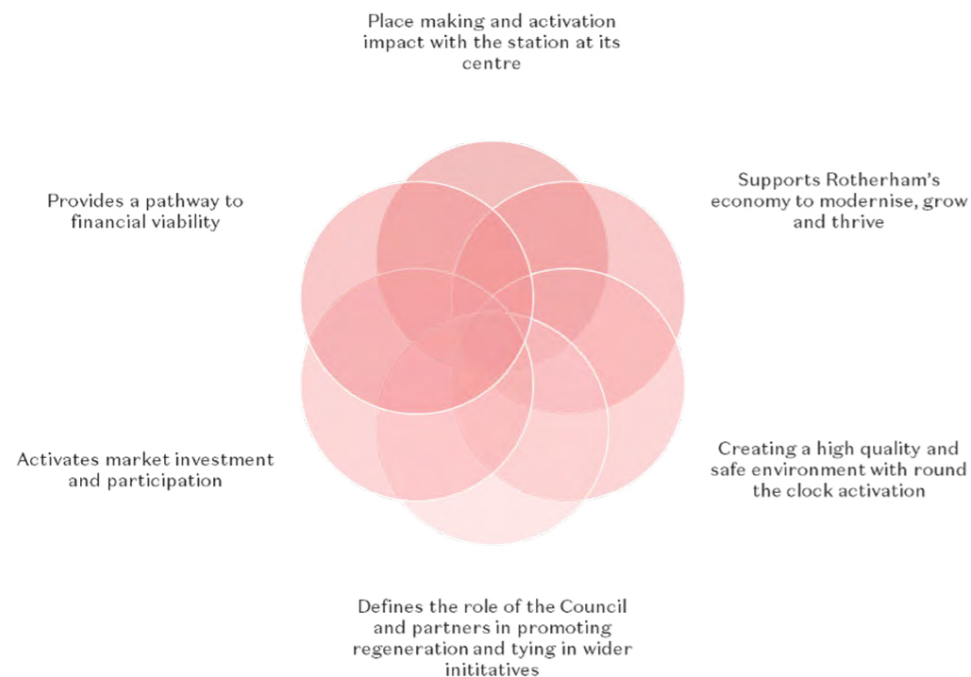 Place making and activation
impact with the station at its
centre
Provides a pathway to
financial viability
Supports Rotherham's
economy to modernise, grow
and thrive
Activates market investment
and participation
Creating a high quality and
safe environment with round
the clock activation
Defines the role of the Council
and partners in promoting
regeneration and tying in wider
inititatives